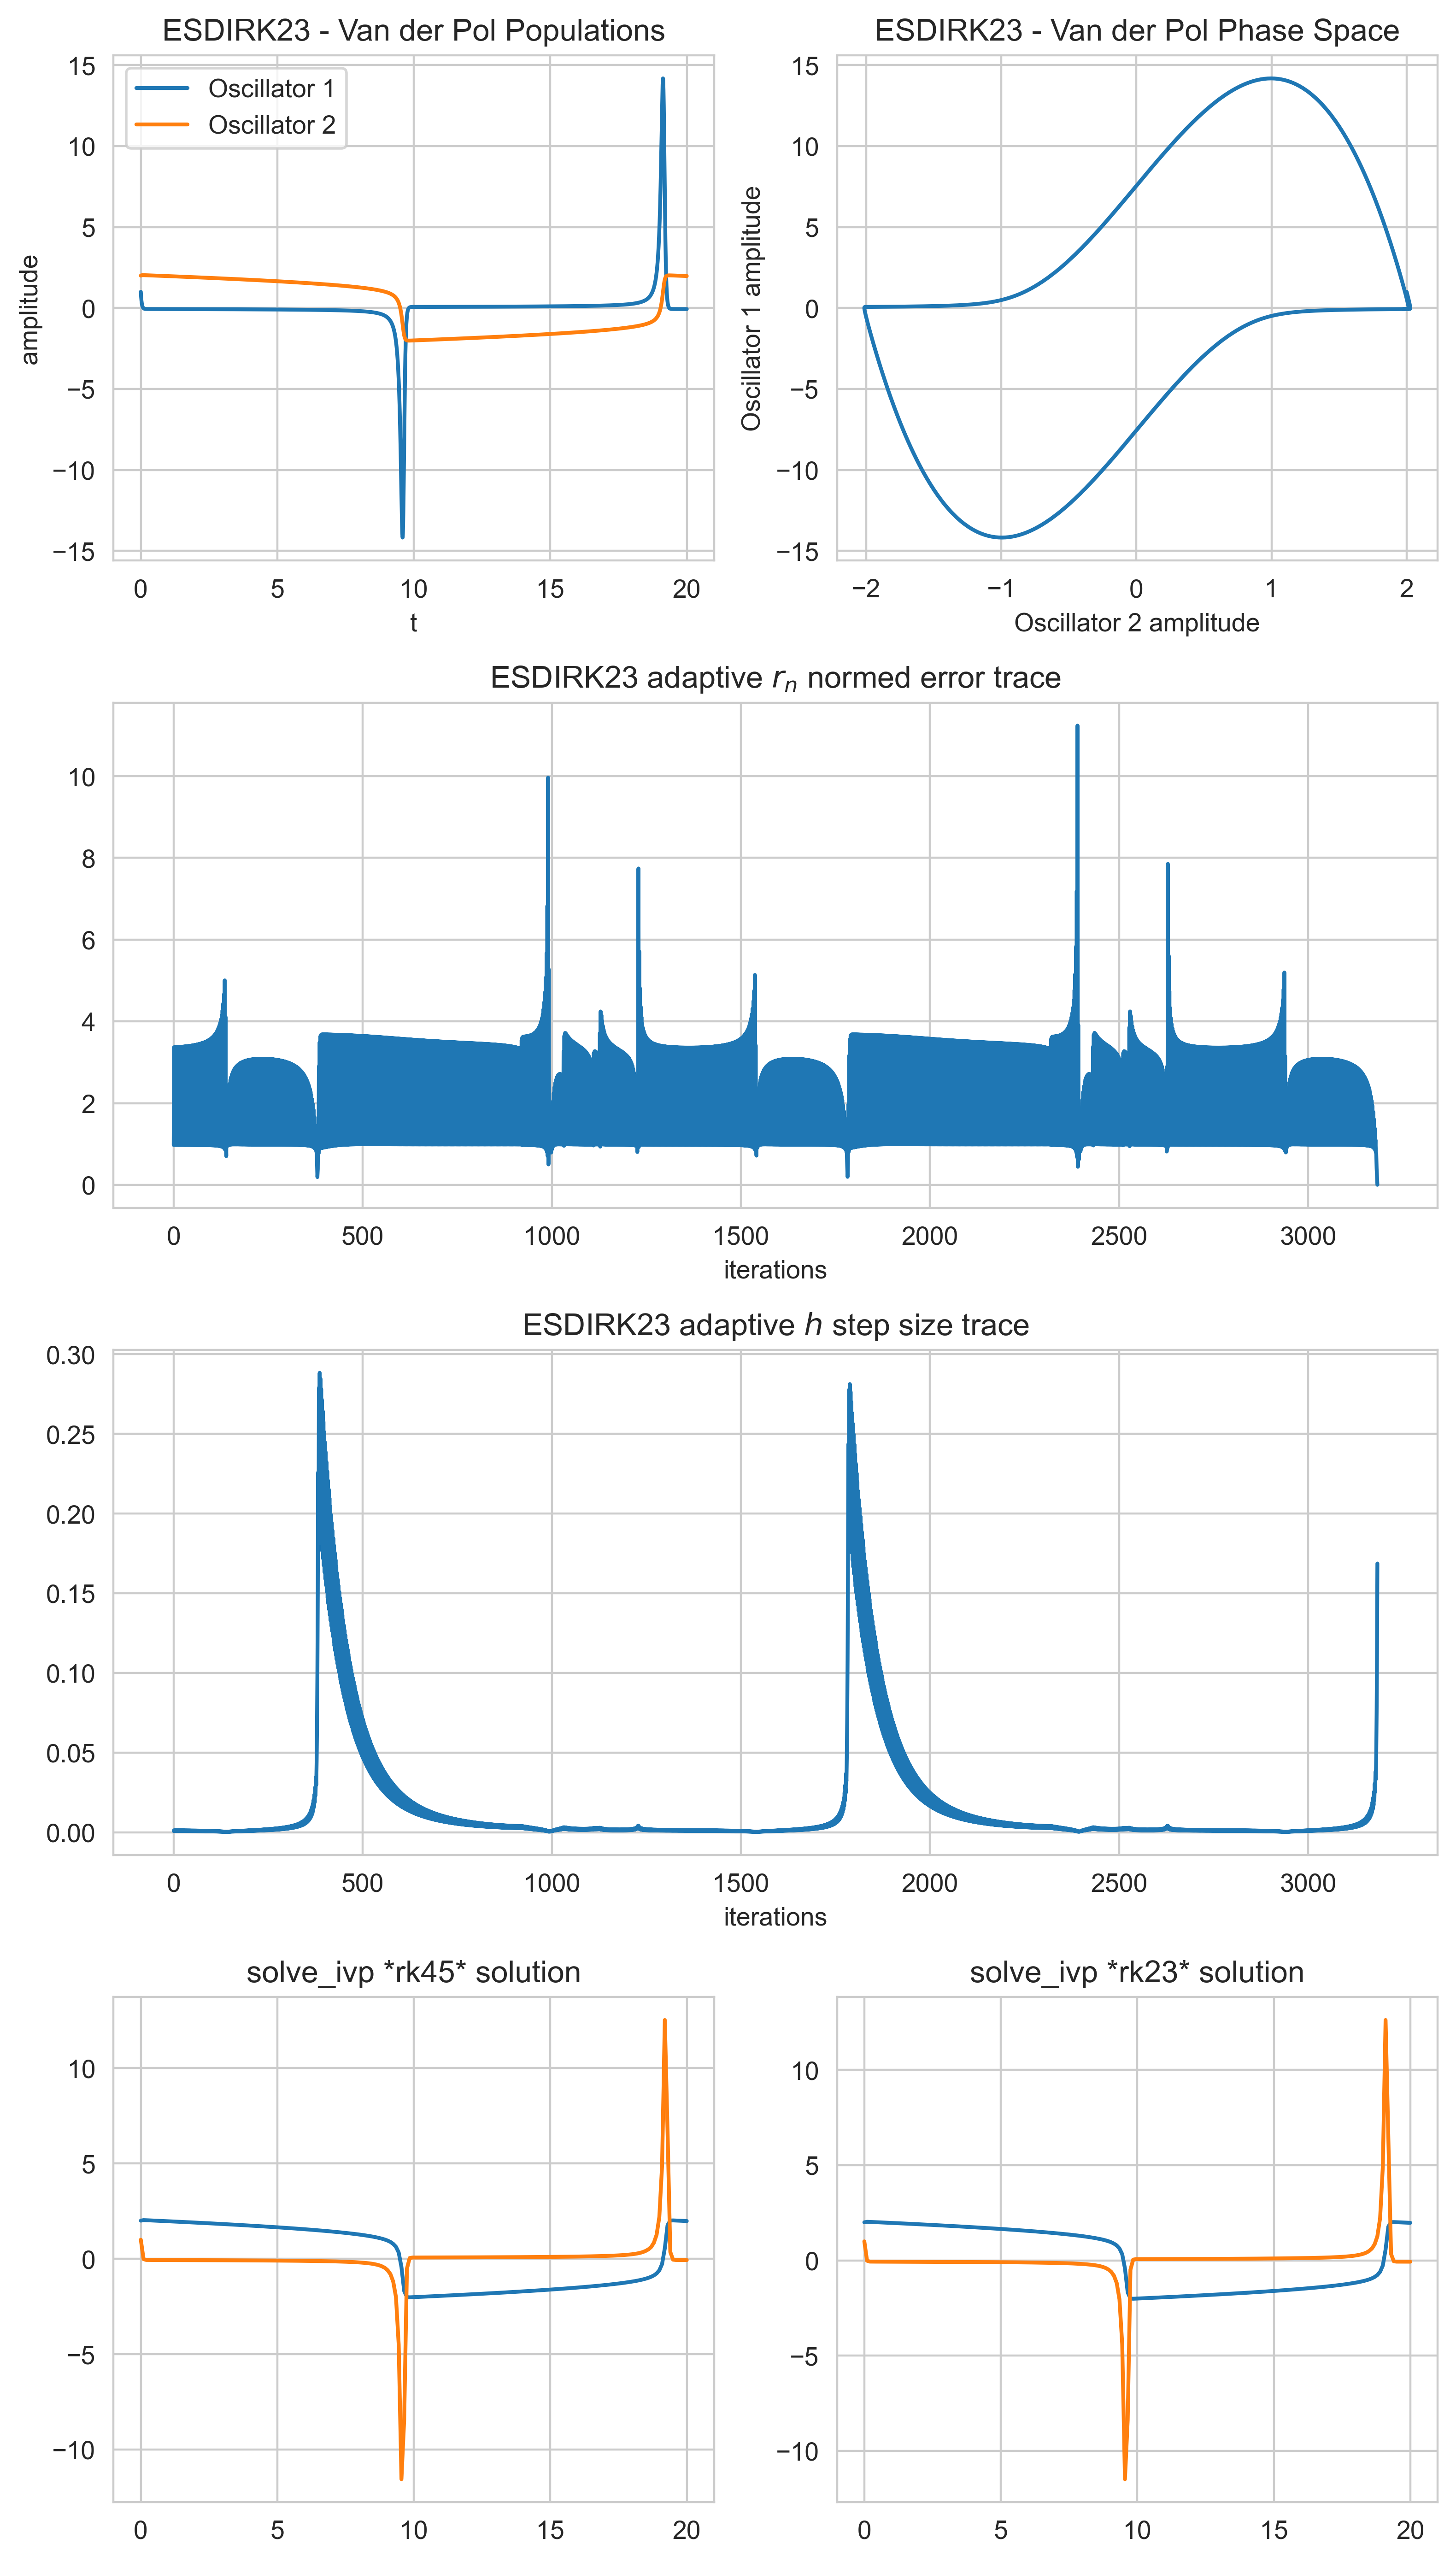 ESDIRK23 - Van der Pol Populations
ESDIRK23 - Van der Pol Phase Space
Oscillator 1
Oscillator 2
15
10
5
0
−5
−10
−15
amplitude
0 5 10 15 20
t
15
10
5
0
−5
−10
−15
Oscillator 1 amplitude
−2 −1 0 1 2
Oscillator 2 amplitude
ESDIRK23 adaptive rₙ normed error trace
10
8
6
4
2
0
0 500 1000 1500 2000 2500 3000
iterations
ESDIRK23 adaptive h step size trace
0.30
0.25
0.20
0.15
0.10
0.05
0.00
0 500 1000 1500 2000 2500 3000
iterations
solve_ivp *rk45* solution
10
5
0
−5
−10
0 5 10 15 20
solve_ivp *rk23* solution
10
5
0
−5
−10
0 5 10 15 20